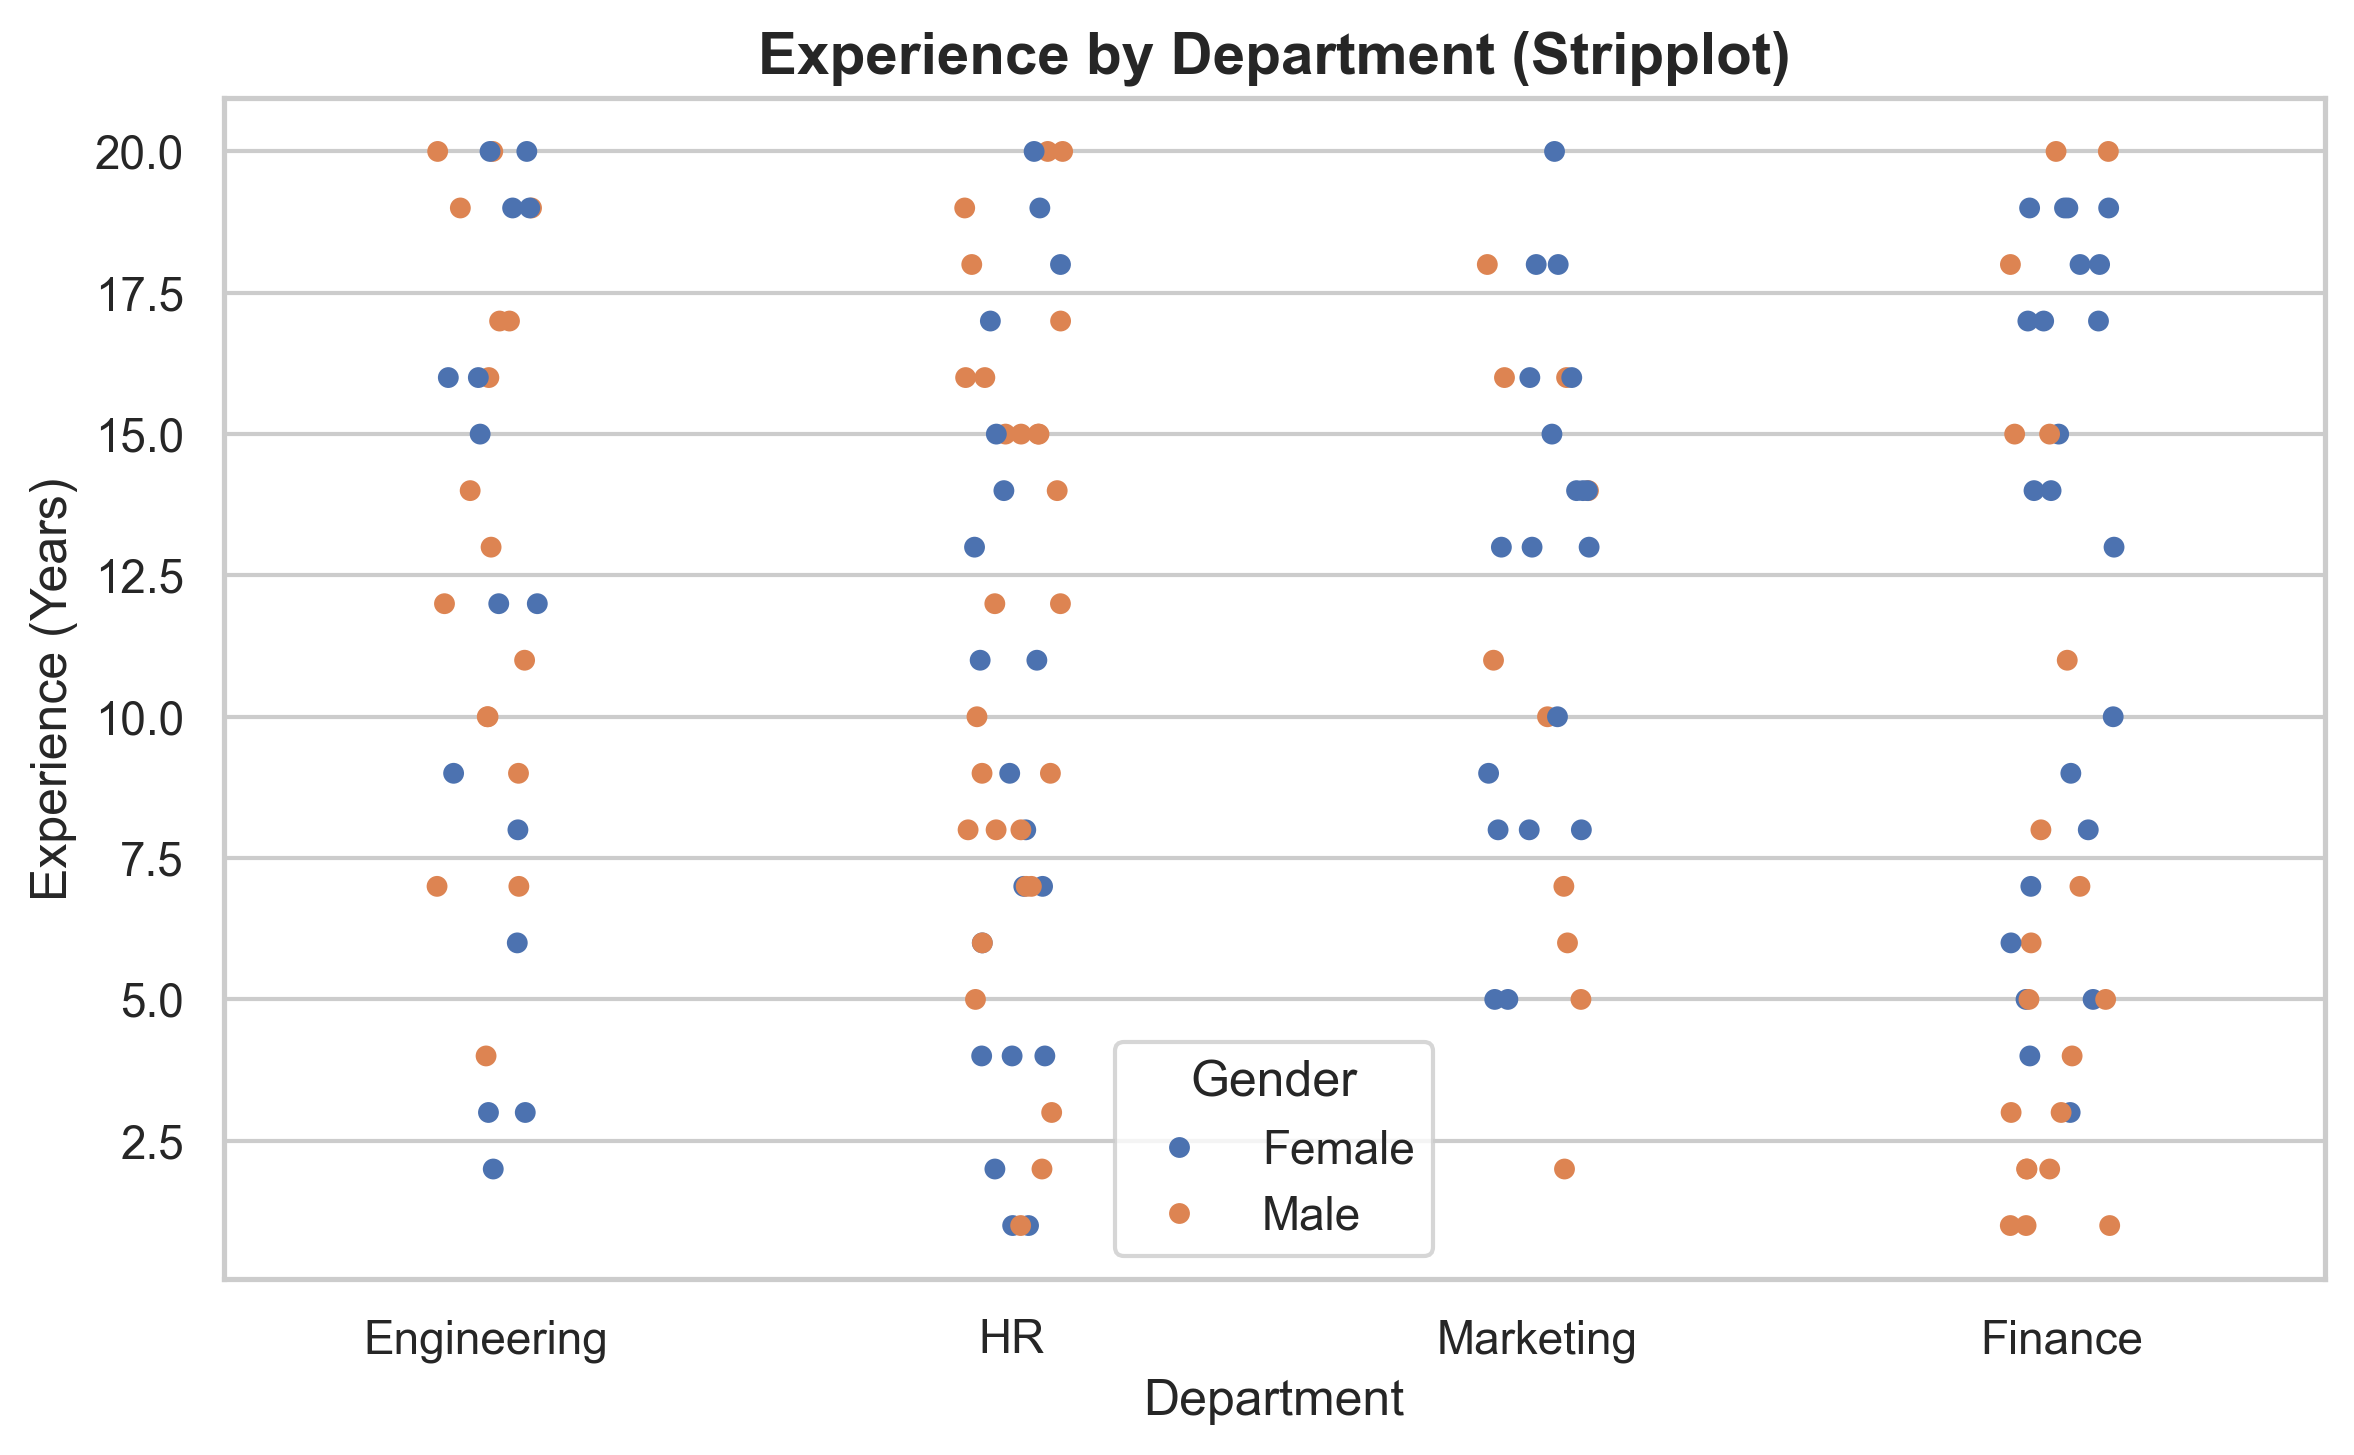 Experience by Department (Stripplot)
Experience (Years)
20.0
17.5
15.0
12.5
10.0
7.5
5.0
2.5
Gender
Female
Male
Engineering
HR
Marketing
Finance
Department